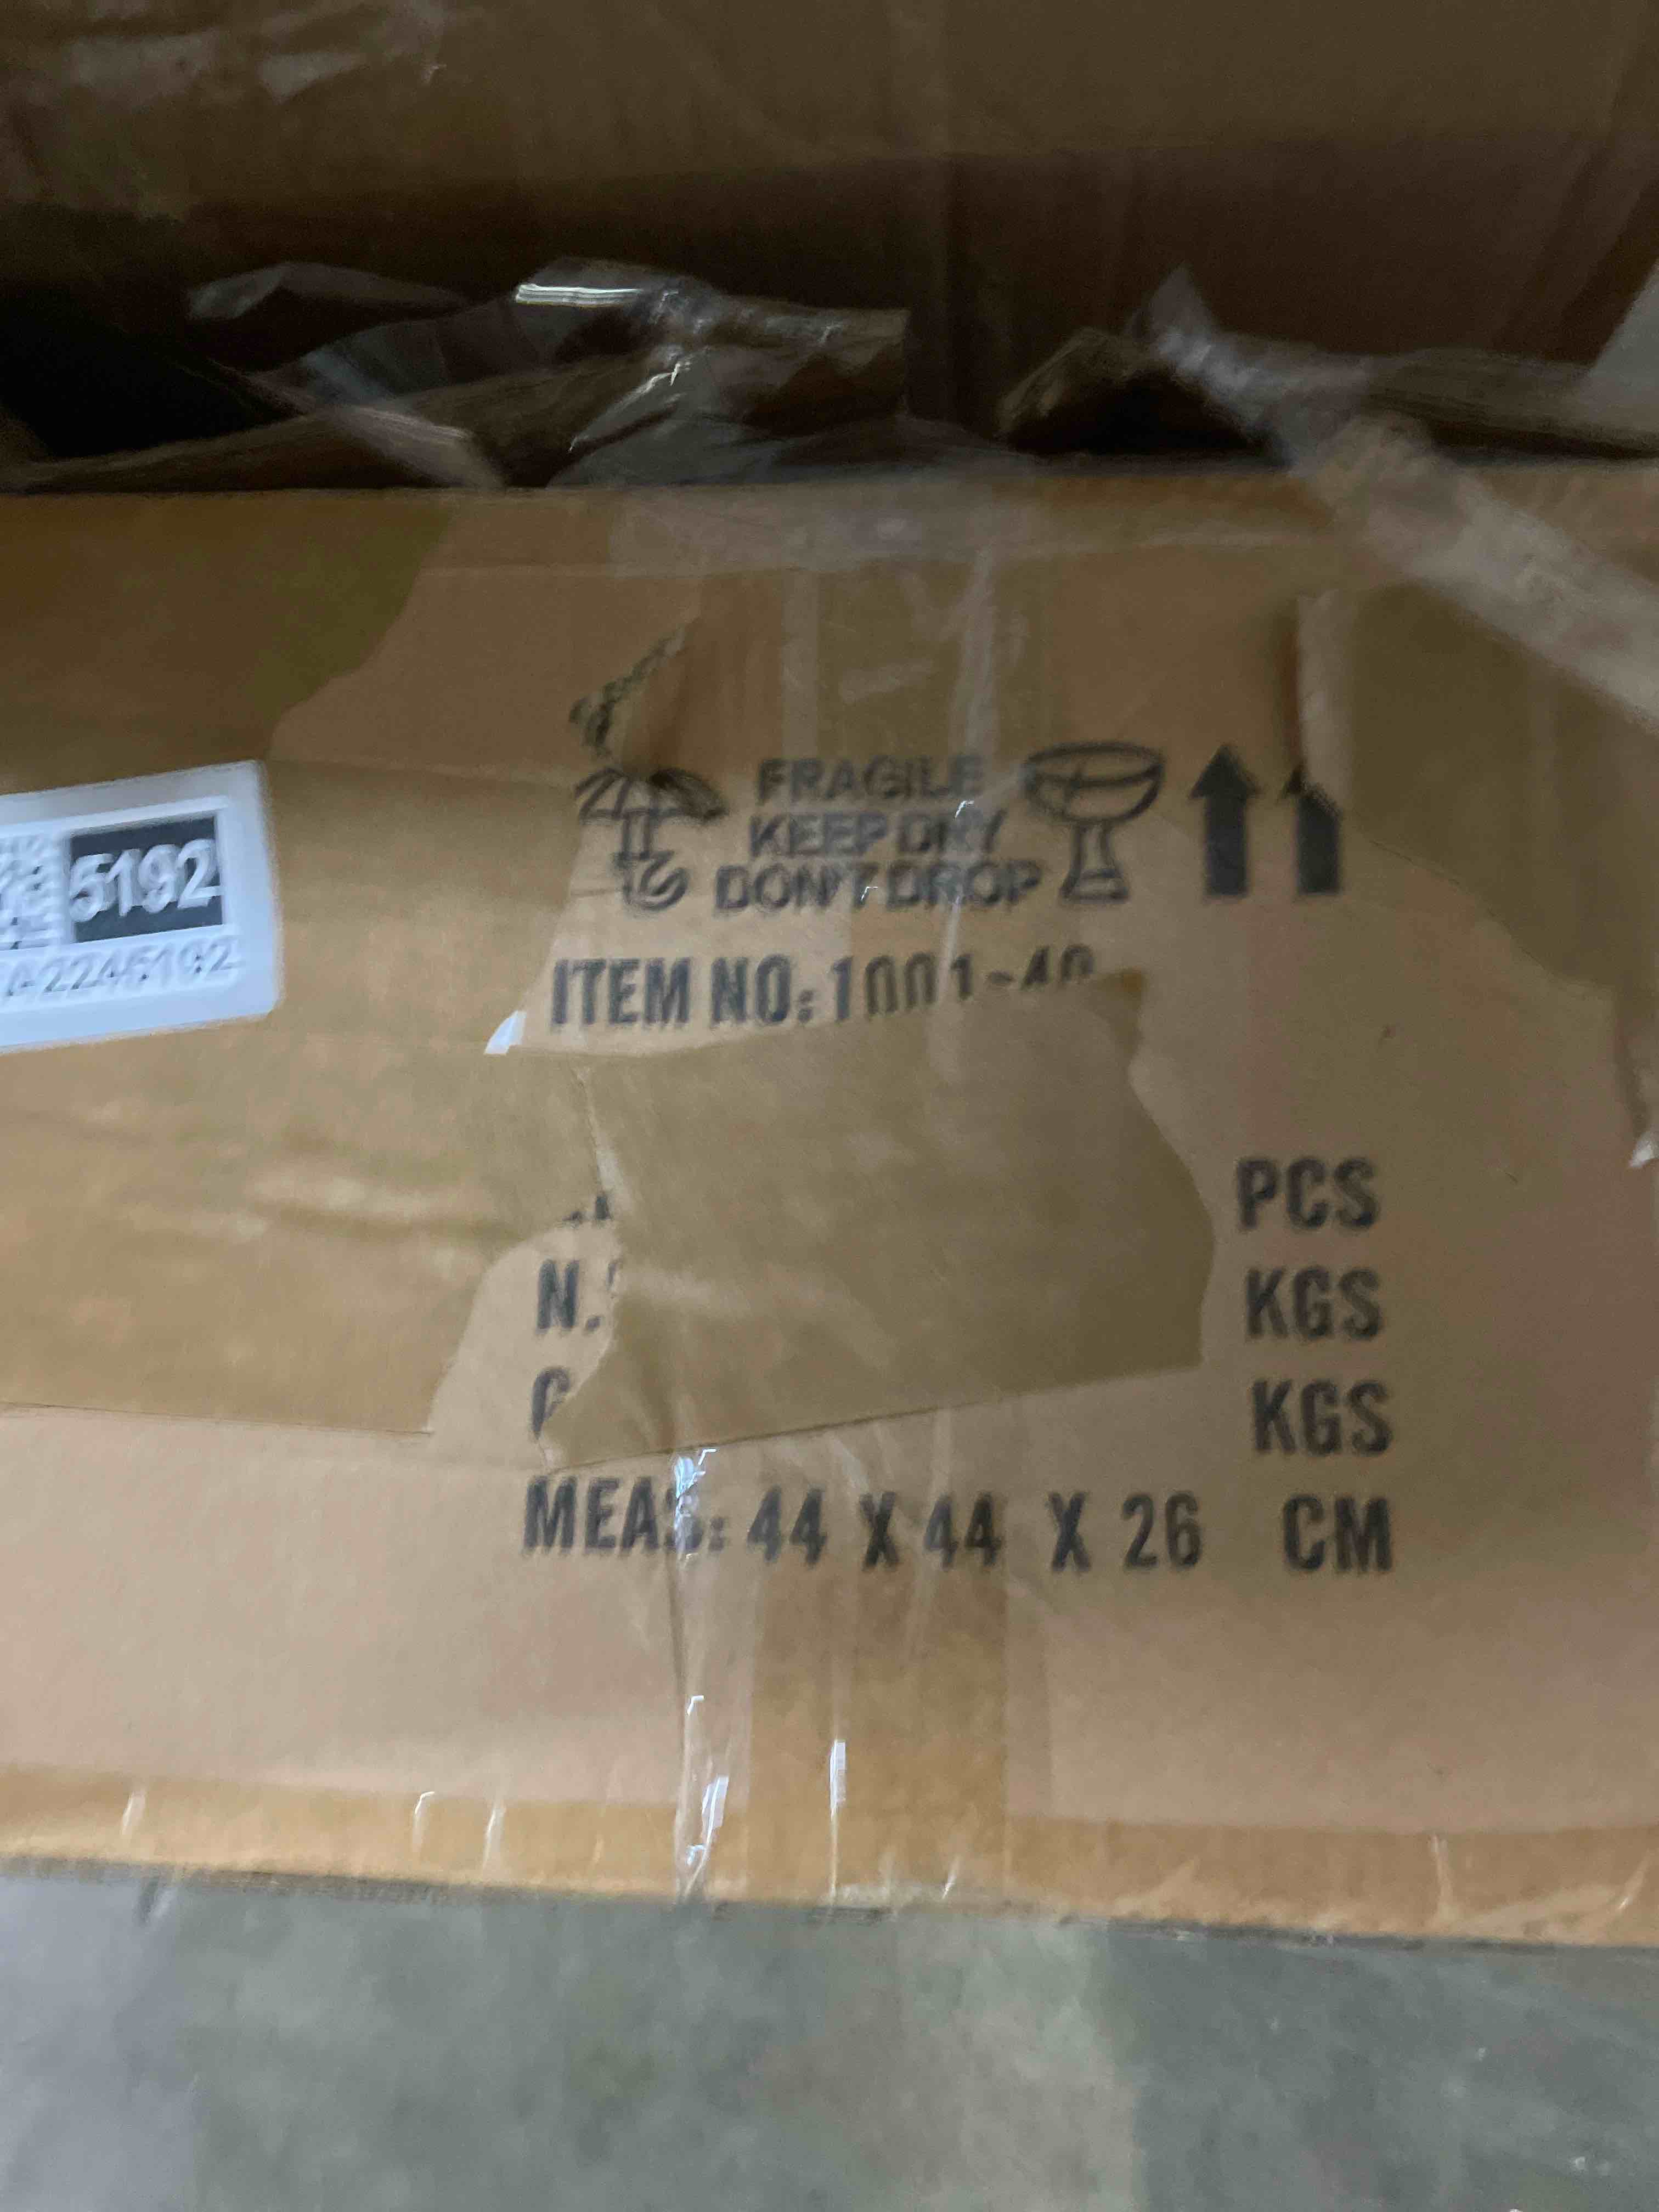 FRAGILE
KEEP DRY
DON'T DROP
5192
ITEM NO:
PCS
N.
KGS
KGS
MEAS: 44 X 44 X 26 CM